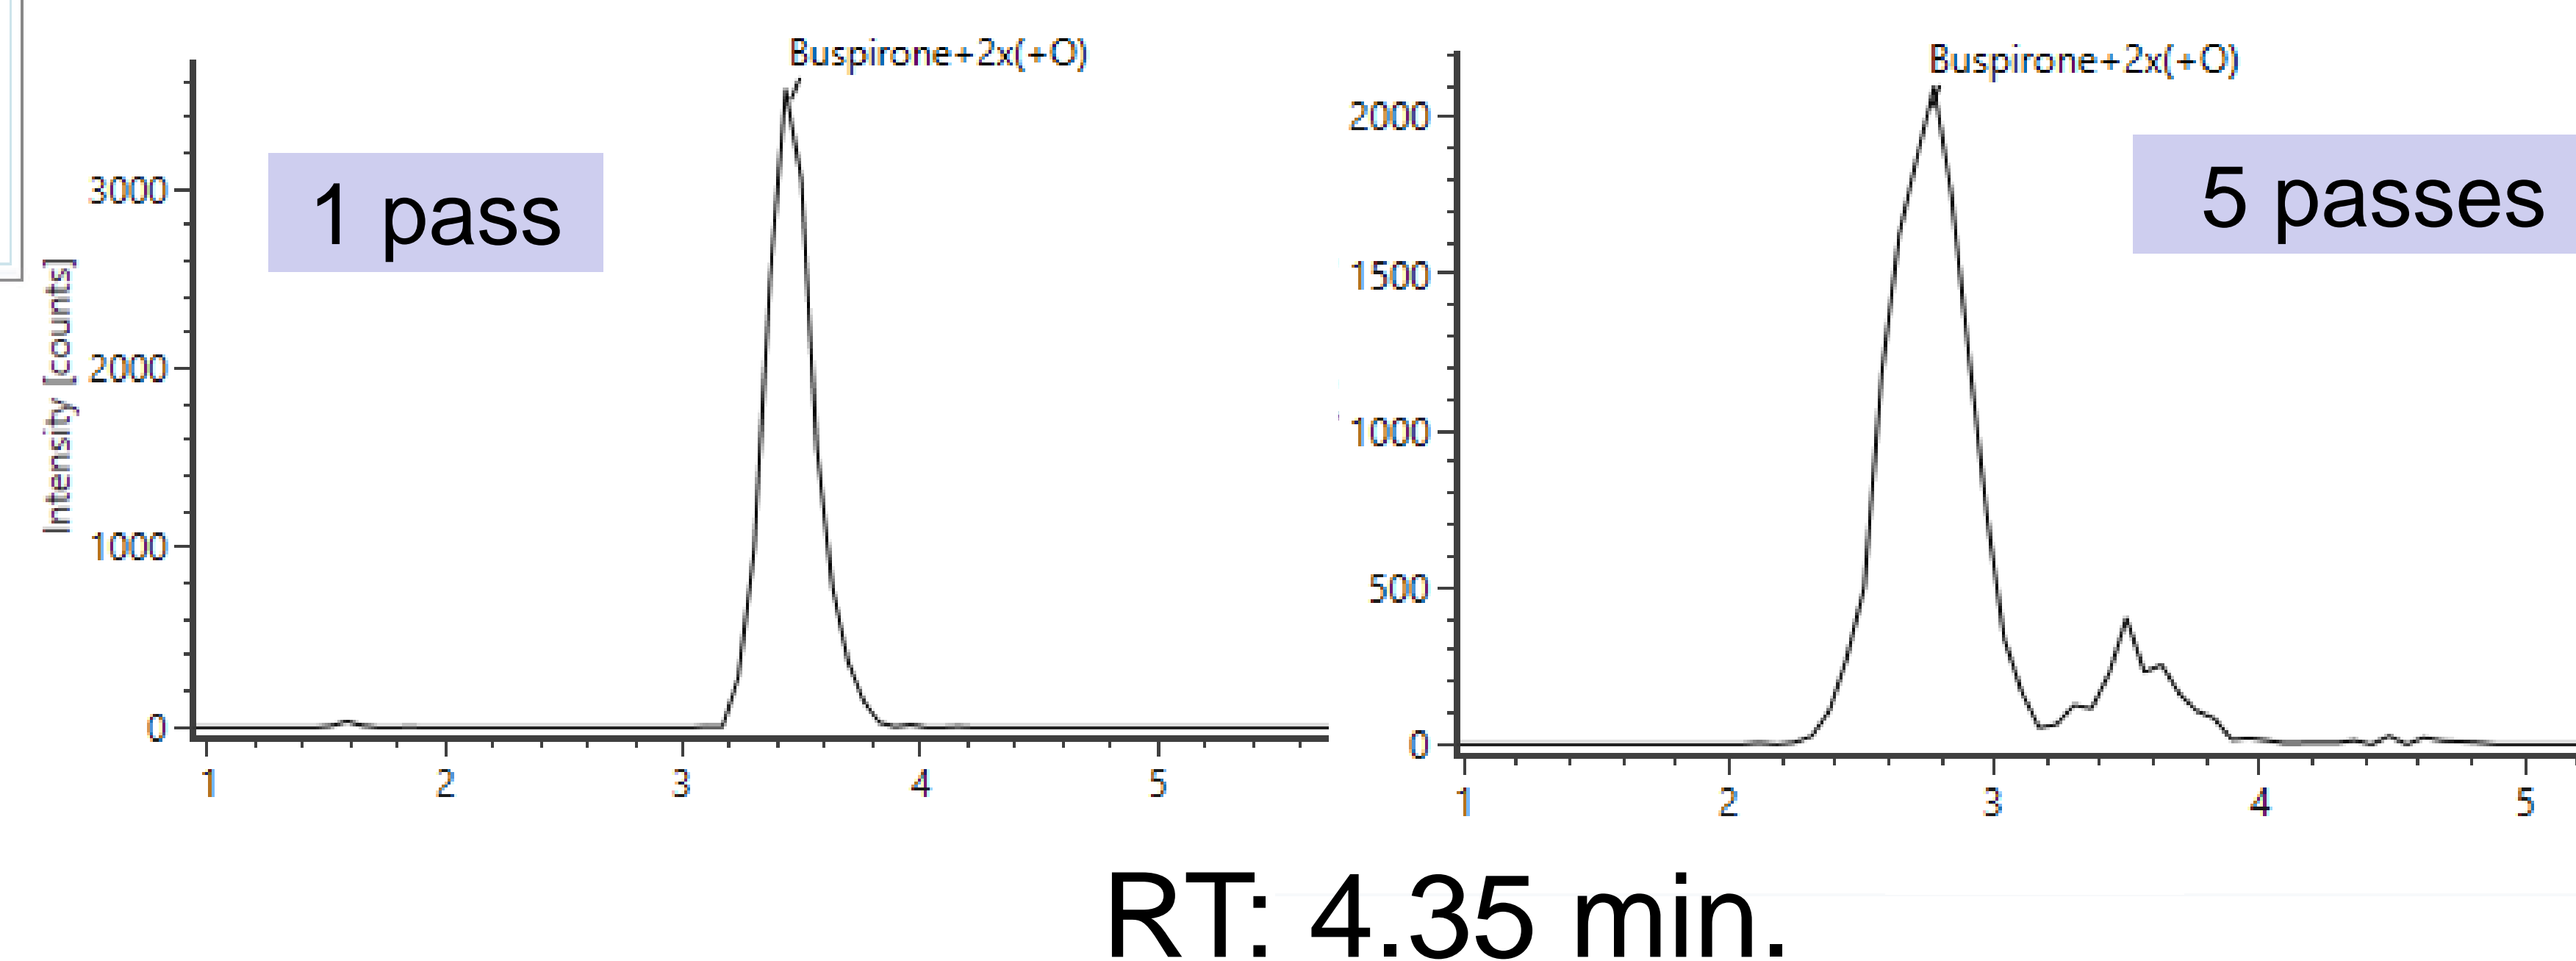 Buspirone+2x(+O)
1 pass
Intensity [counts]
3000
2000
1000
0
1 2 3 4 5
Buspirone+2x(+O)
5 passes
2000
1500
1000
500
0
1 2 3 4 5
RT: 4.35 min.